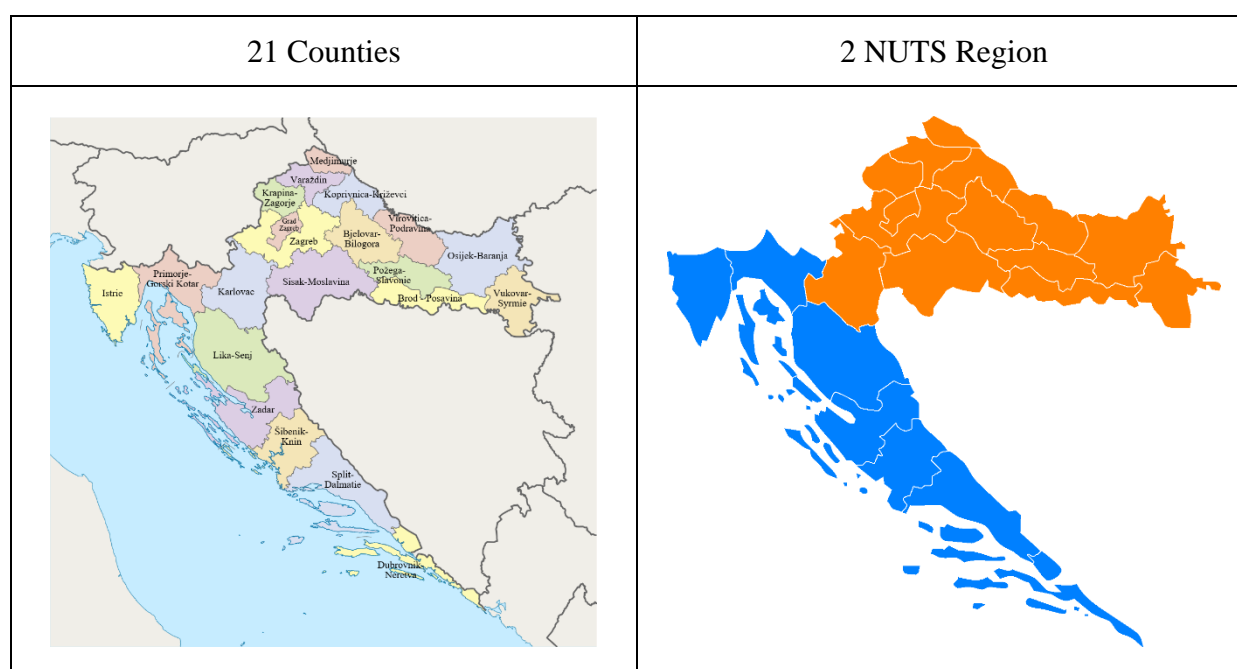 21 Counties
2 NUTS Region
Medjimurje
Varaždin
Krapina-
Zagorje
Koprivnica-Križevci
Grad
Zagreb
Zagreb
Bjelovar-
Bilogora
Virovitica-
Podravina
Osijek-Baranja
Primorje-
Gorski Kotar
Istrie
Karlovac
Sisak-Moslavina
Požega-
Slavonie
Brod - Posavina
Vukovar-
Syrmie
Lika-Senj
Zadar
Šibenik-
Knin
Split-
Dalmatie
Dubrovnik-
Neretva